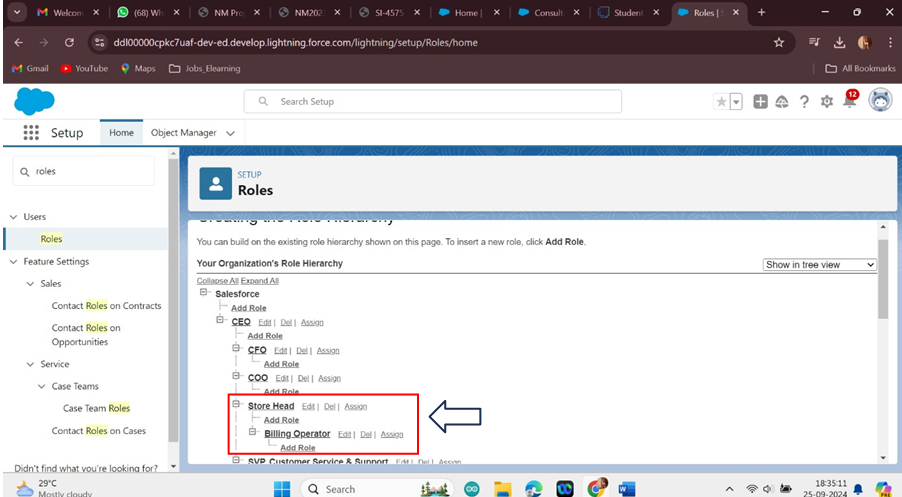 Welcom
(68) Wha
NM Pro
NM202
SI-4575
Home |
Consult
Student
Roles | S
ddl00000cpkc7uaf-dev-ed.develop.lightning.force.com/lightning/setup/Roles/home
Gmail YouTube Maps Jobs_Elearning All Bookmarks
Search Setup
12
Setup Home Object Manager
roles
SETUP
Roles
Users
Roles
Feature Settings
Sales
Contact Roles on Contracts
Contact Roles on
Opportunities
Service
Case Teams
Case Team Roles
Contact Roles on Cases
Didn't find what you're looking for?
Creating the Role Hierarchy
You can build on the existing role hierarchy shown on this page. To insert a new role, click Add Role.
Your Organization's Role Hierarchy
Show in tree view
Collapse All Expand All
Salesforce
Add Role
CEO Edit | Del | Assign
Add Role
CFO Edit | Del | Assign
Add Role
COO Edit | Del | Assign
Add Role
Store Head Edit | Del | Assign
Add Role
Billing Operator Edit | Del | Assign
Add Role
SVP, Customer Service & Support Edit | Del | Assign
29°C
Mostly cloudy
Search
18:35:11
25-09-2024